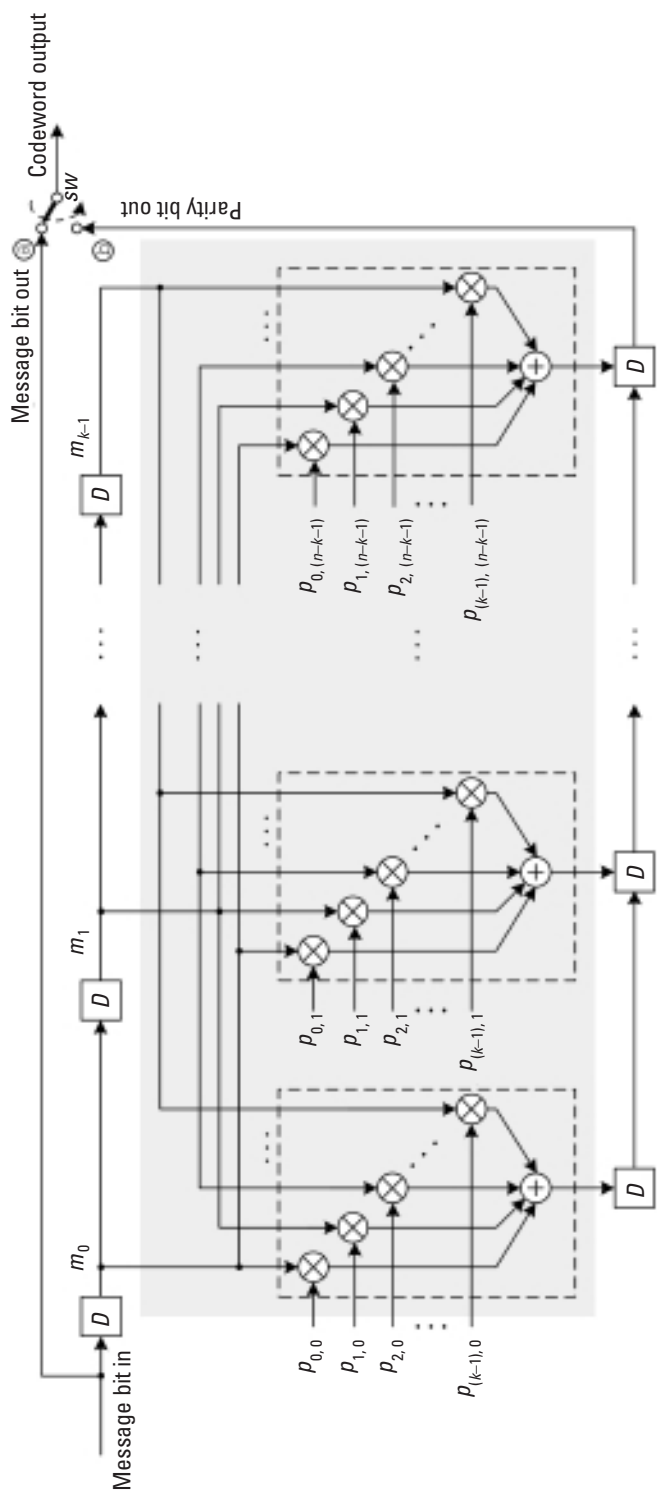 Message bit in
Message bit out
ⓐ
ⓑ
sw
Codeword output
Parity bit out
D
m₀
D
m₁
...
D
mₖ₋₁
...
...
...
...
p₀,₀
p₁,₀
p₂,₀
...
p₍ₖ₋₁₎,₀
...
+
p₀,₁
p₁,₁
p₂,₁
...
p₍ₖ₋₁₎,₁
...
+
...
p₀,₍ₙ₋ₖ₋₁₎
p₁,₍ₙ₋ₖ₋₁₎
p₂,₍ₙ₋ₖ₋₁₎
...
p₍ₖ₋₁₎,₍ₙ₋ₖ₋₁₎
...
+
D
D
...
D